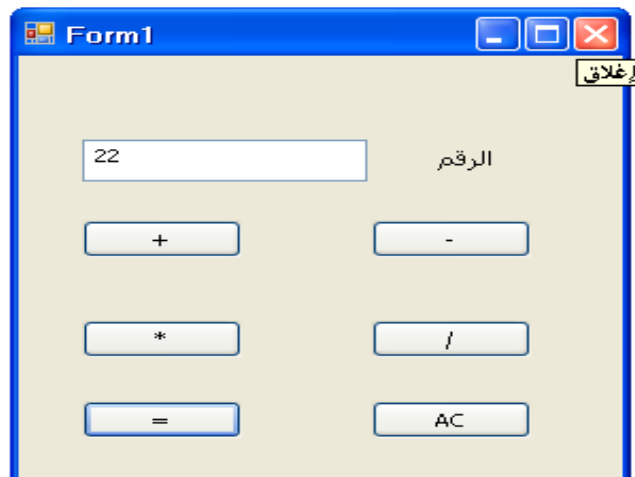 Form1
إغلاق
22 الرقم
+ -
* /
= AC